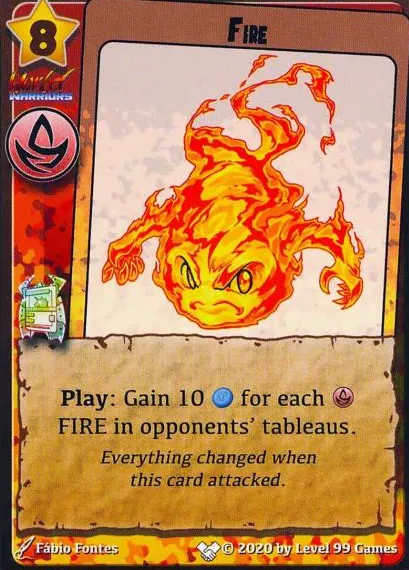 8
FIRE
WARRIORS
Play: Gain 10 for each
FIRE in opponents' tableaus.
Everything changed when
this card attacked.
Fábio Fontes
© 2020 by Level 99 Games